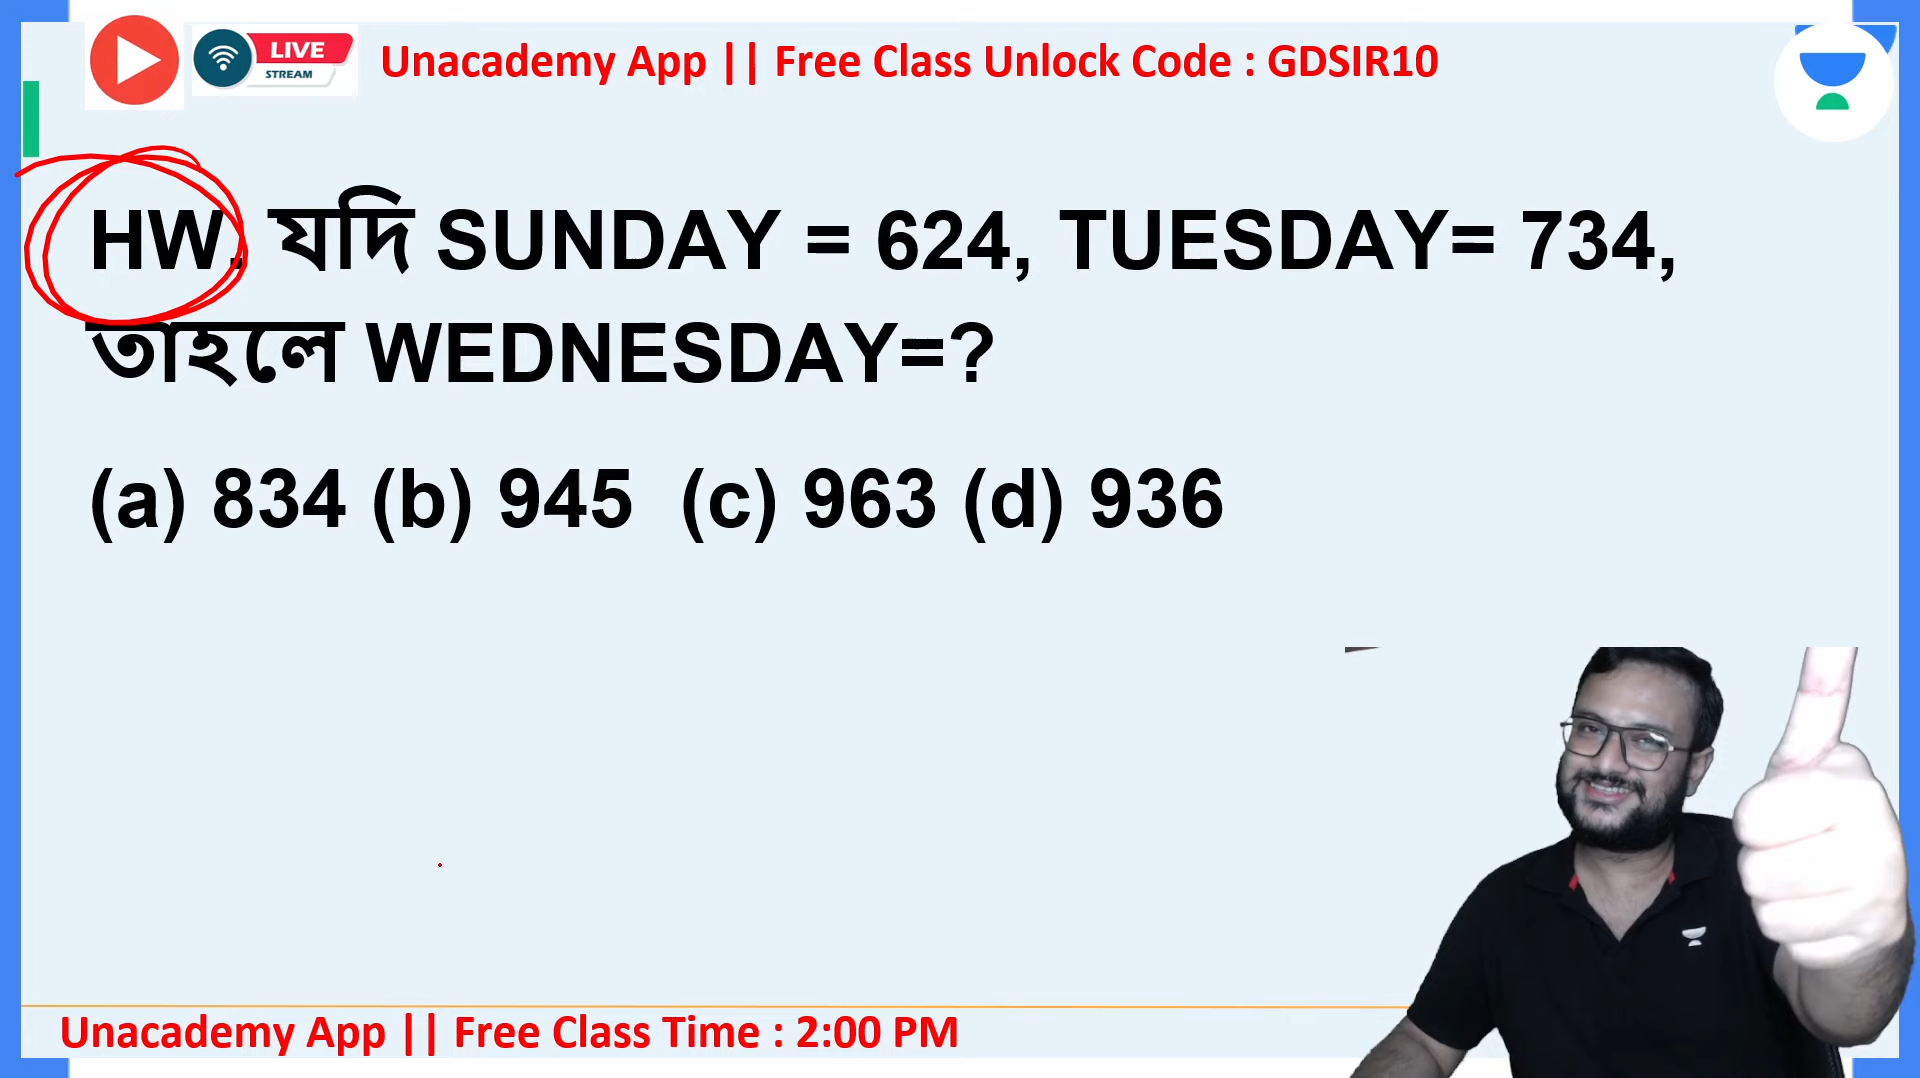 LIVE
STREAM
Unacademy App || Free Class Unlock Code : GDSIR10
HW. যদি SUNDAY = 624, TUESDAY= 734,
তাহলে WEDNESDAY=?
(a) 834 (b) 945 (c) 963 (d) 936
Unacademy App || Free Class Time : 2:00 PM